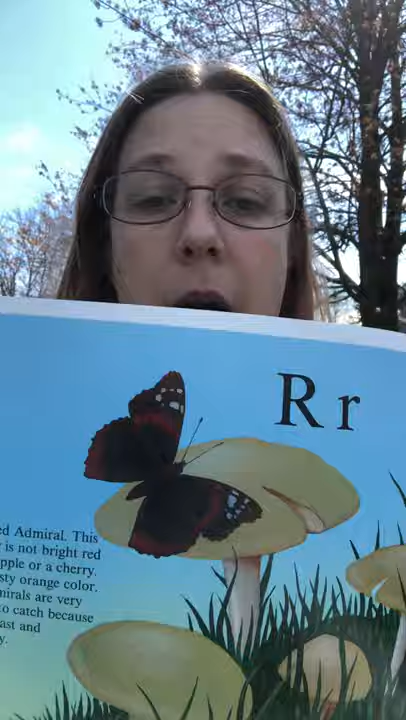 R r
ed Admiral. This
is not bright red
pple or a cherry.
sty orange color.
mirals are very
to catch because
ast and
y.